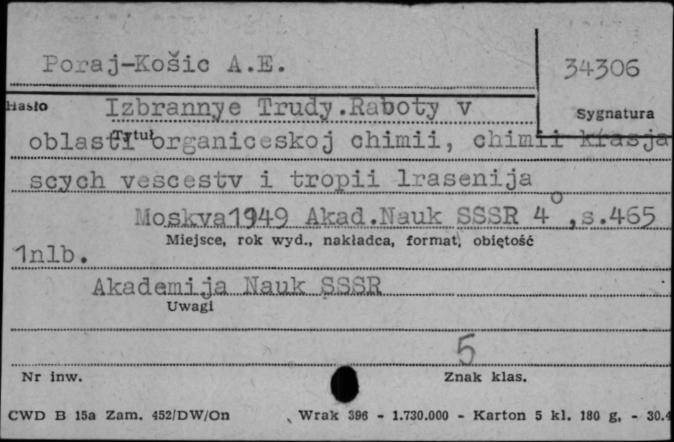 Poraj-Košic A.E.
34306
Hasło
Izbrannye Trudy.Raboty v
Sygnatura
Tytuł
oblasti organiceskoj chimii, chimii krasja
scych vescestv i tropii lrasenija
Moskva1949 Akad.Nauk SSSR 4°,s.465
Miejsce, rok wyd., nakładca, format, objętość
1nlb.
Akademija Nauk SSSR
Uwagi
5
Nr inw.
Znak klas.
CWD B 15a Zam. 452/DW/On
Wrak 396 - 1.730.000 - Karton 5 kl. 180 g, - 30.4